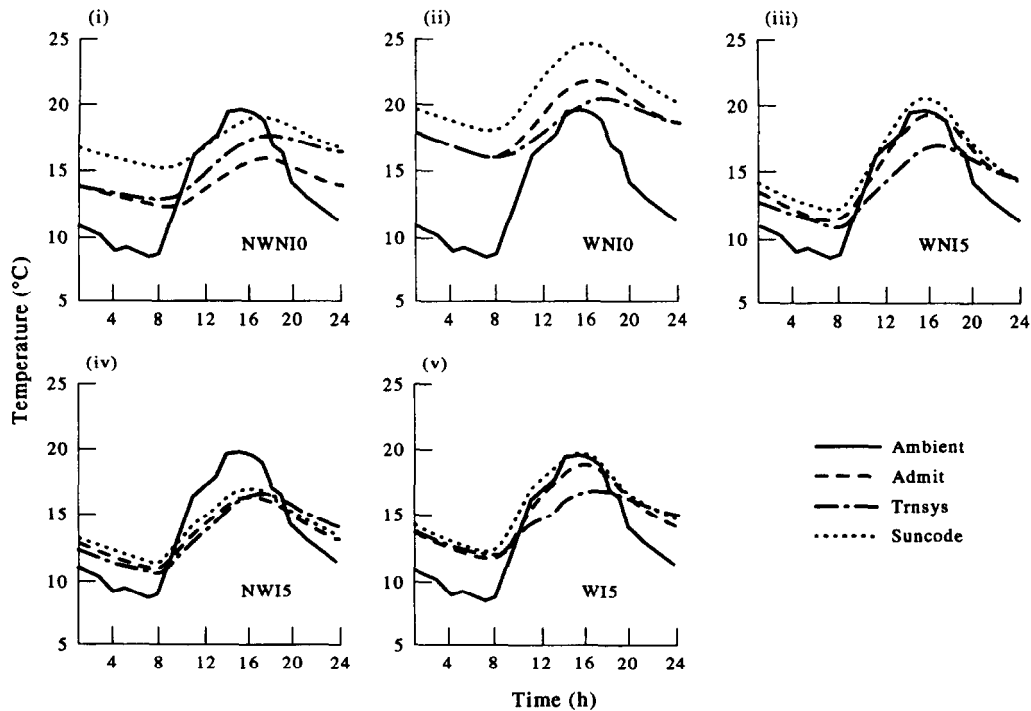 (i)
25
20
15
10
5
NWNI0
4 8 12 16 20 24
(ii)
25
20
15
10
5
WNI0
4 8 12 16 20 24
(iii)
25
20
15
10
5
WNI5
4 8 12 16 20 24
Temperature (°C)
(iv)
25
20
15
10
5
NWI5
4 8 12 16 20 24
(v)
25
20
15
10
5
WI5
4 8 12 16 20 24
Ambient
Admit
Trnsys
Suncode
Time (h)